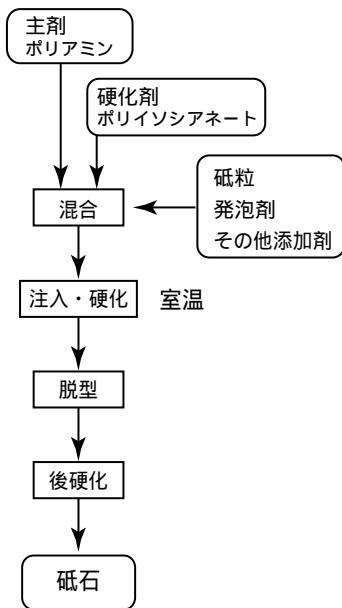 主剤
ポリアミン
硬化剤
ポリイソシアネート
砥粒
発泡剤
その他添加剤
混合
注入・硬化
室温
脱型
後硬化
砥石